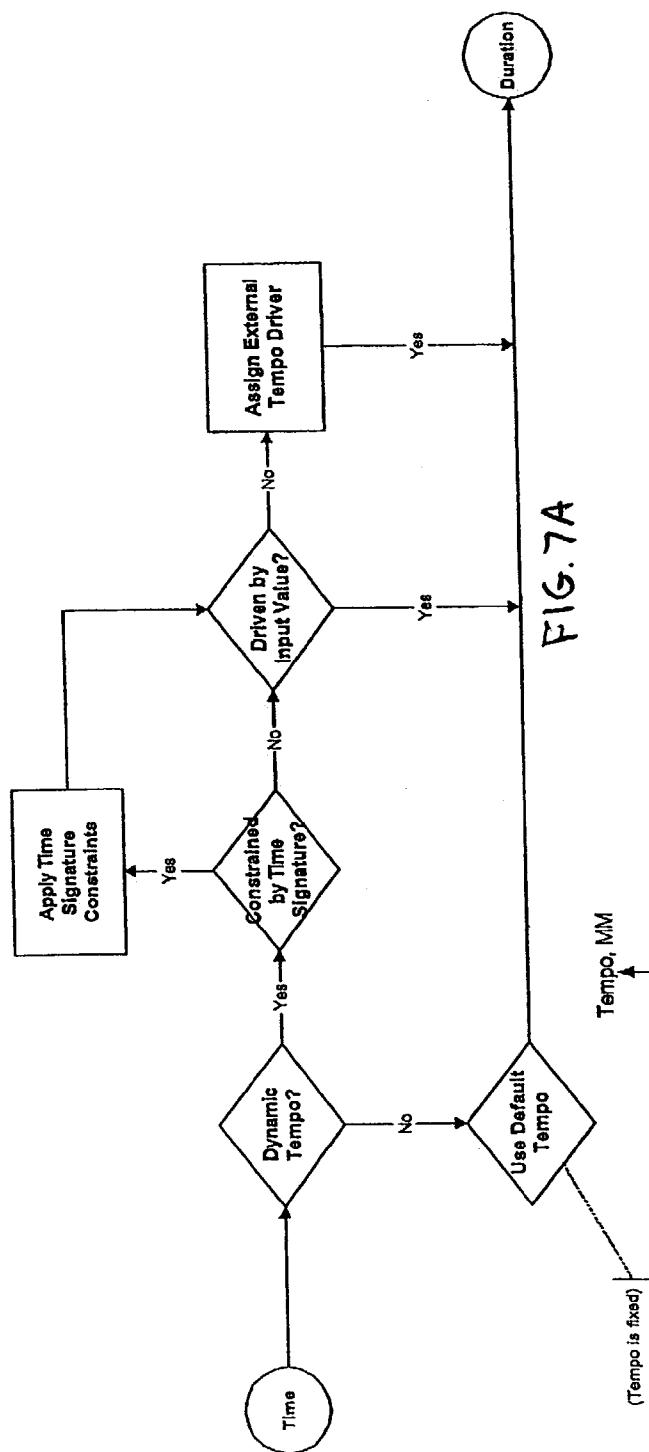 Time
Dynamic
Tempo?
Yes
No
Constrained
by Time
Signature?
Yes
No
Apply Time
Signature
Constraints
Driven by
Input Value?
No
Yes
Assign External
Tempo Driver
Yes
Use Default
Tempo
(Tempo is fixed)
Duration
FIG. 7A
Tempo, MM